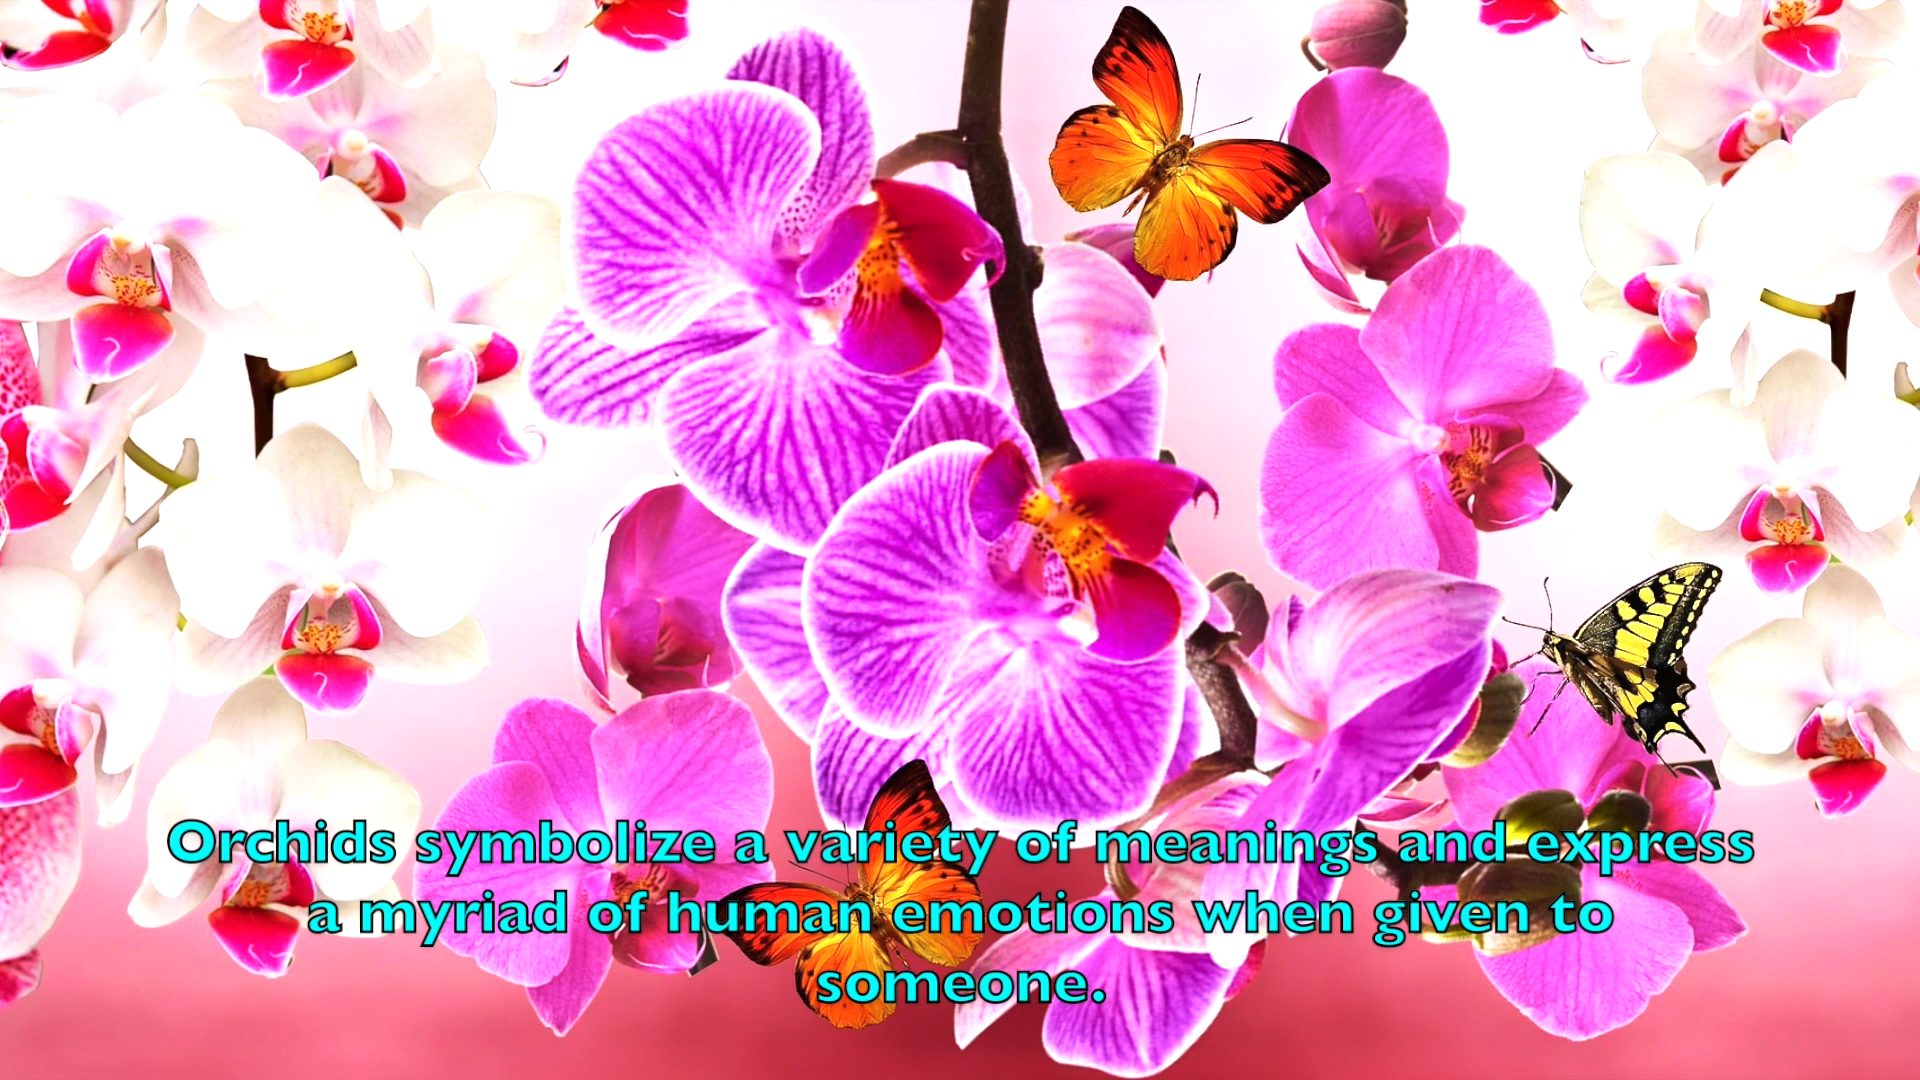 Orchids symbolize a variety of meanings and express
a myriad of human emotions when given to
someone.